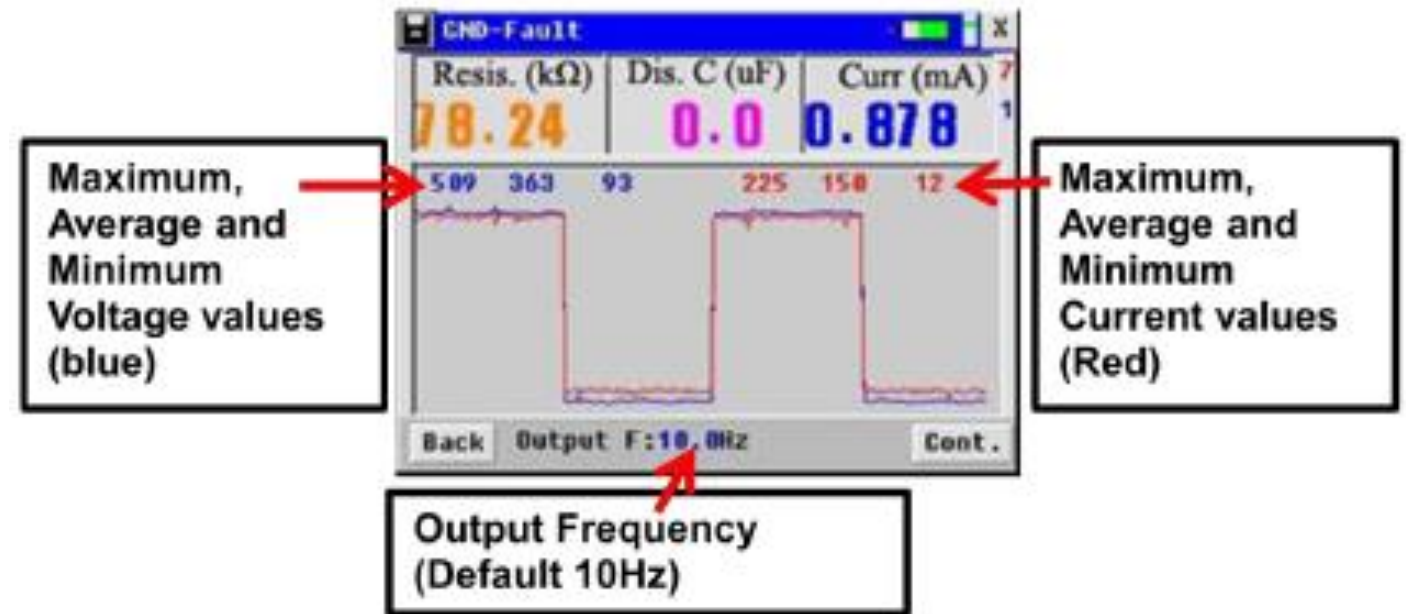 GND-Fault X
Resis. (kΩ) Dis. C (uF) Curr (mA) 7
78.24 0.0 0.878 1
509 363 93 225 150 12
Back Output F:10.0Hz Cont.
Maximum,
Average and
Minimum
Voltage values
(blue)
Maximum,
Average and
Minimum
Current values
(Red)
Output Frequency
(Default 10Hz)